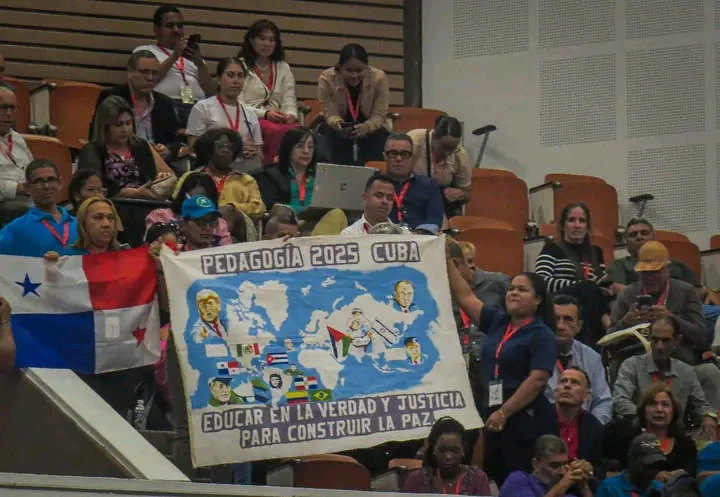 PEDAGOGÍA 2025 CUBA
EDUCAR EN LA VERDAD Y JUSTICIA
PARA CONSTRUIR LA PAZ.